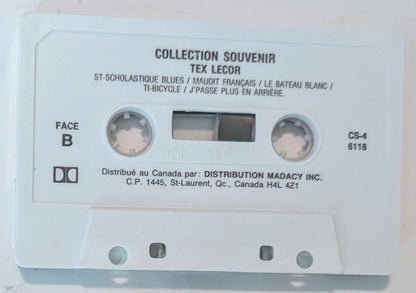 COLLECTION SOUVENIR
TEX LECOR
ST-SCHOLASTIQUE BLUES / MAUDIT FRANÇAIS / LE BATEAU BLANC /
TI-BICYCLE / J'PASSE PLUS EN ARRIÈRE.
FACE
B
CS-4
6118
Distribué au Canada par: DISTRIBUTION MADACY INC.
C.P. 1445, St-Laurent, Qc., Canada H4L 4Z1